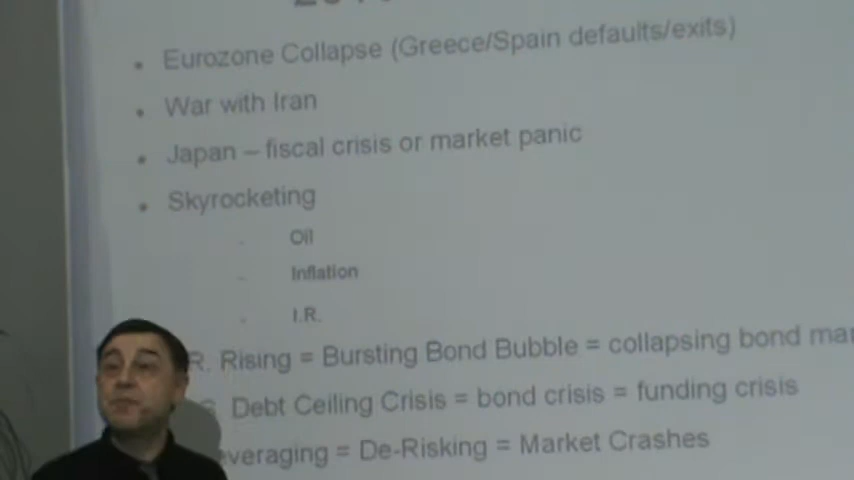 Eurozone Collapse (Greece/Spain defaults/exits)
War with Iran
Japan – fiscal crisis or market panic
Skyrocketing
Oil
Inflation
I.R.
R. Rising = Bursting Bond Bubble = collapsing bond mar
Debt Ceiling Crisis = bond crisis = funding crisis
everaging = De-Risking = Market Crashes